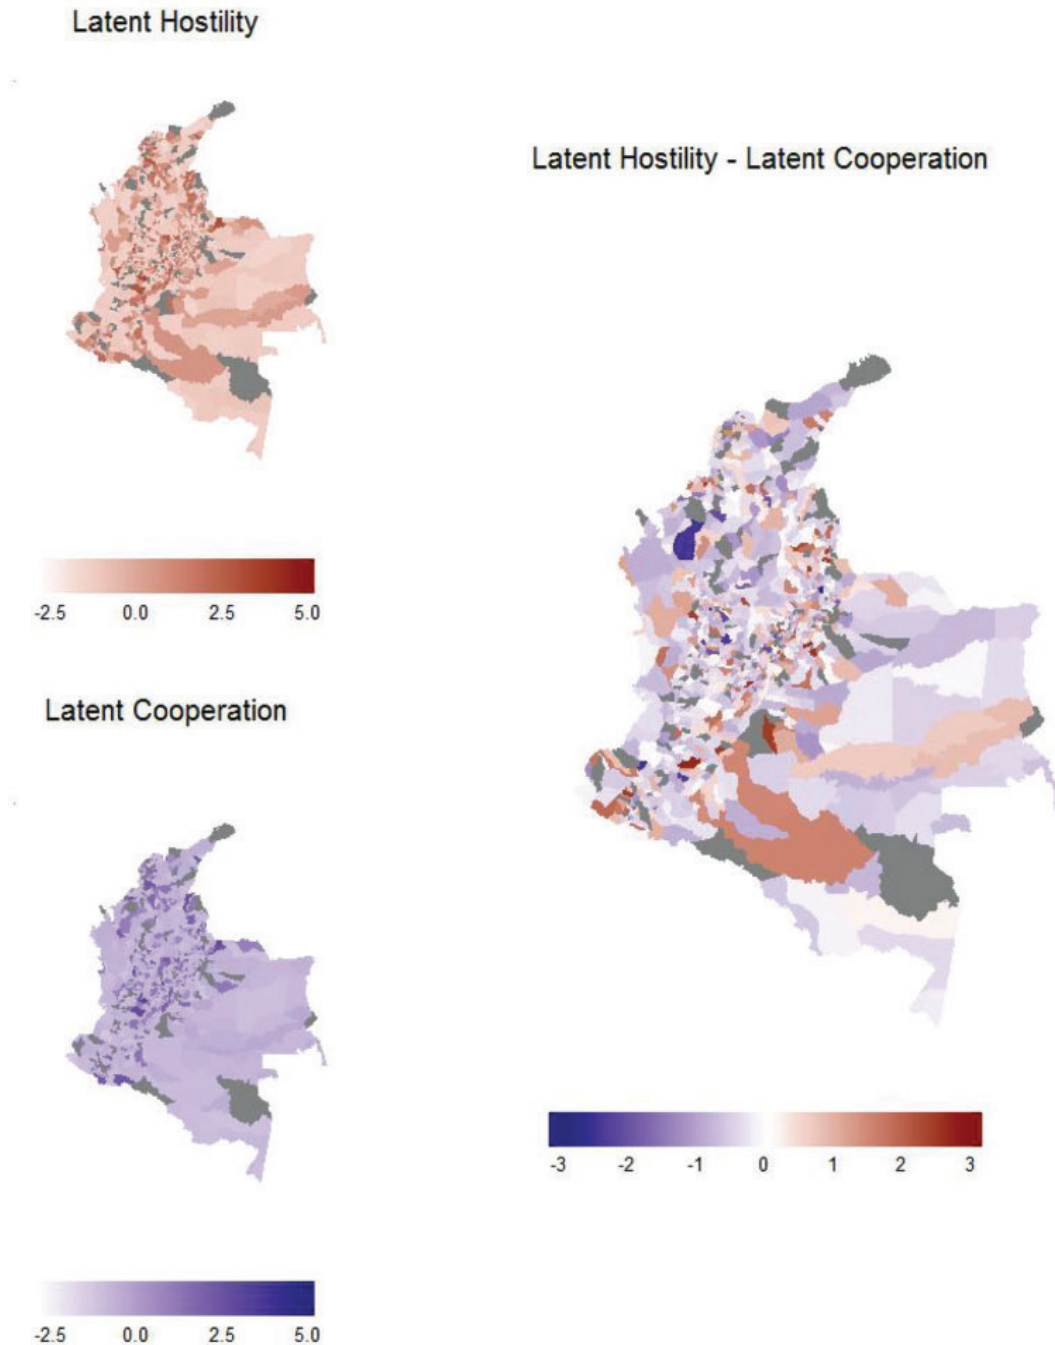 Latent Hostility
-2.5 0.0 2.5 5.0
Latent Cooperation
-2.5 0.0 2.5 5.0
Latent Hostility - Latent Cooperation
-3 -2 -1 0 1 2 3